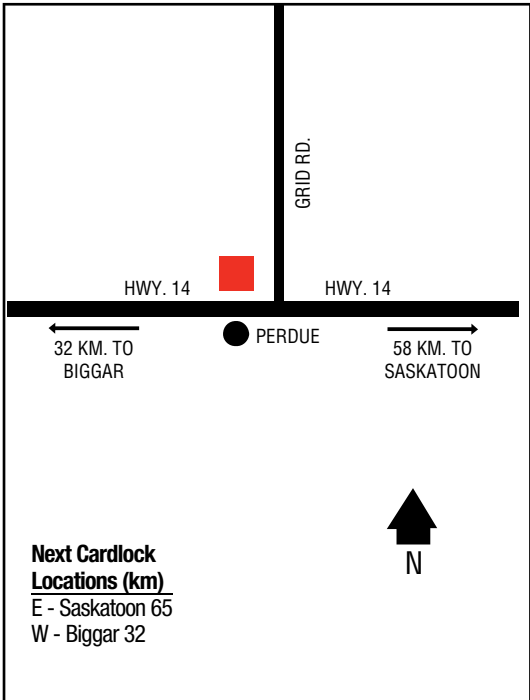 GRID RD.
HWY. 14
HWY. 14
PERDUE
32 KM. TO
BIGGAR
58 KM. TO
SASKATOON
N
Next Cardlock
Locations (km)
E - Saskatoon 65
W - Biggar 32